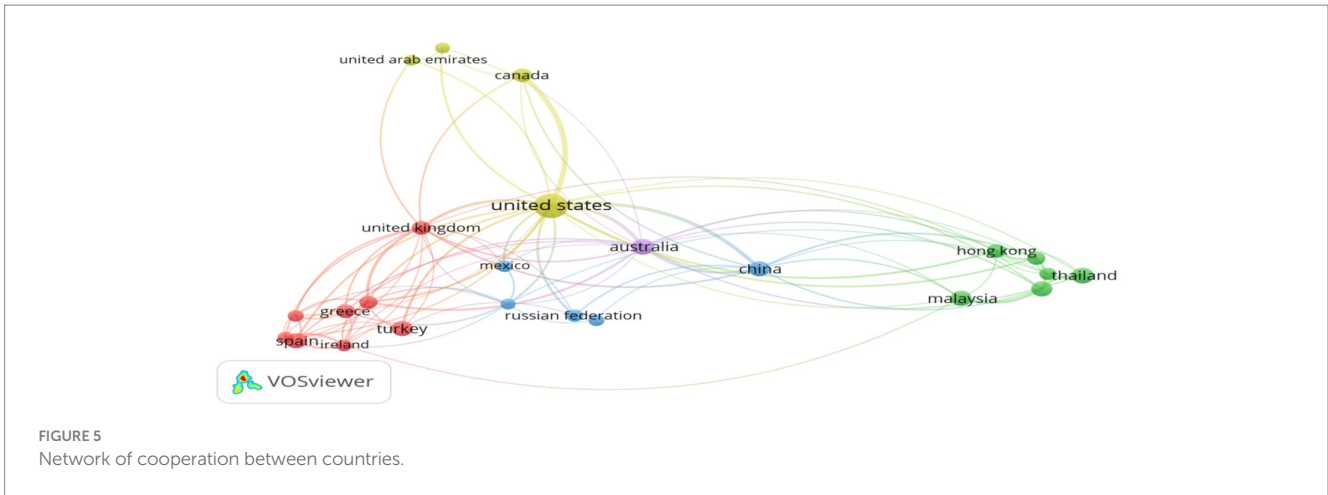 united arab emirates
canada
united states
united kingdom
australia
hong kong
mexico
china
thailand
malaysia
greece
russian federation
turkey
spain
ireland
VOSviewer
FIGURE 5
Network of cooperation between countries.